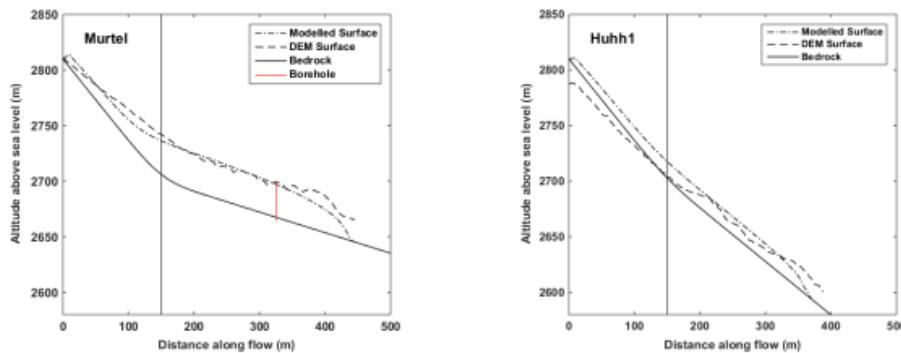 Murtel
Modelled Surface
DEM Surface
Bedrock
Borehole
2850
2800
2750
2700
2650
2600
0
100
200
300
400
500
Altitude above sea level (m)
Distance along flow (m)
Huhh1
Modelled Surface
DEM Surface
Bedrock
2850
2800
2750
2700
2650
2600
0
100
200
300
400
500
Altitude above sea level (m)
Distance along flow (m)